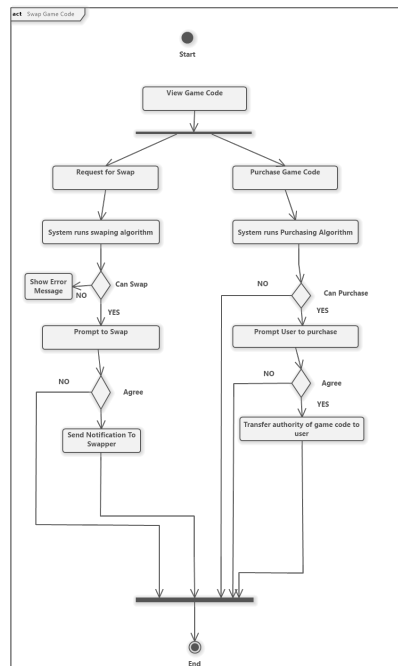 act Swap Game Code
Start
View Game Code
Request for Swap
Purchase Game Code
System runs swaping algorithm
System runs Purchasing Algorithm
Show Error
Message
NO
Can Swap
YES
NO
Can Purchase
YES
Prompt to Swap
Prompt User to purchase
NO
Agree
NO
Agree
YES
Send Notification To
Swapper
Transfer authority of game code to
user
End